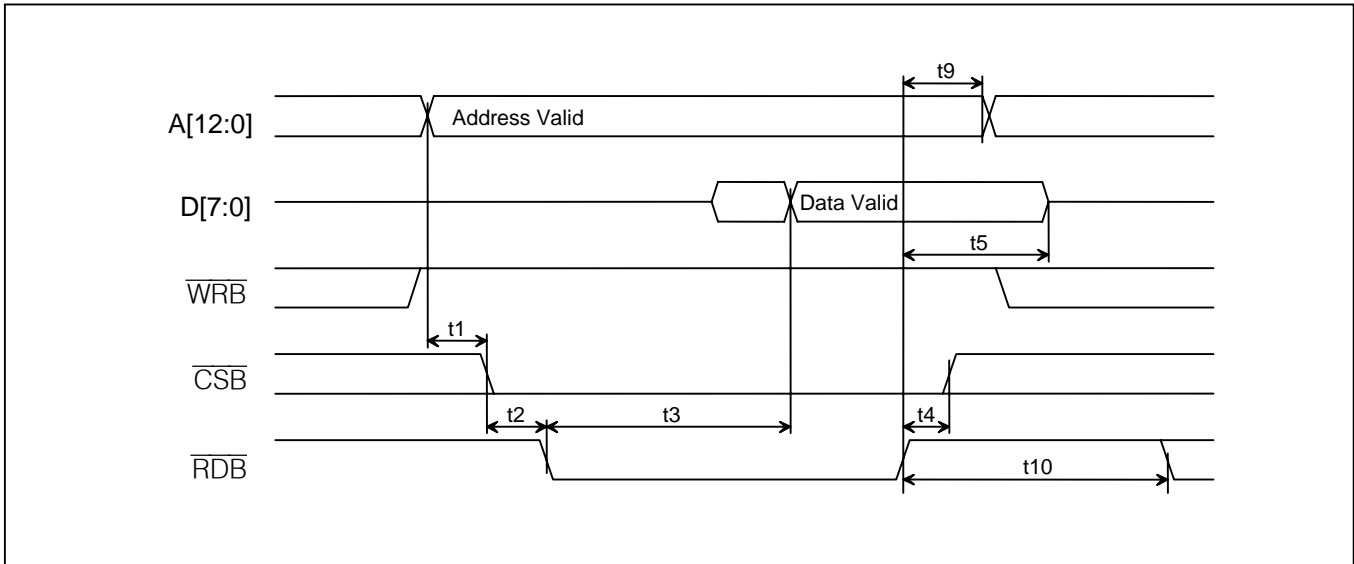 t9
A[12:0]
Address Valid
D[7:0]
Data Valid
t5
WRB
t1
CSB
t2
t3
t4
RDB
t10